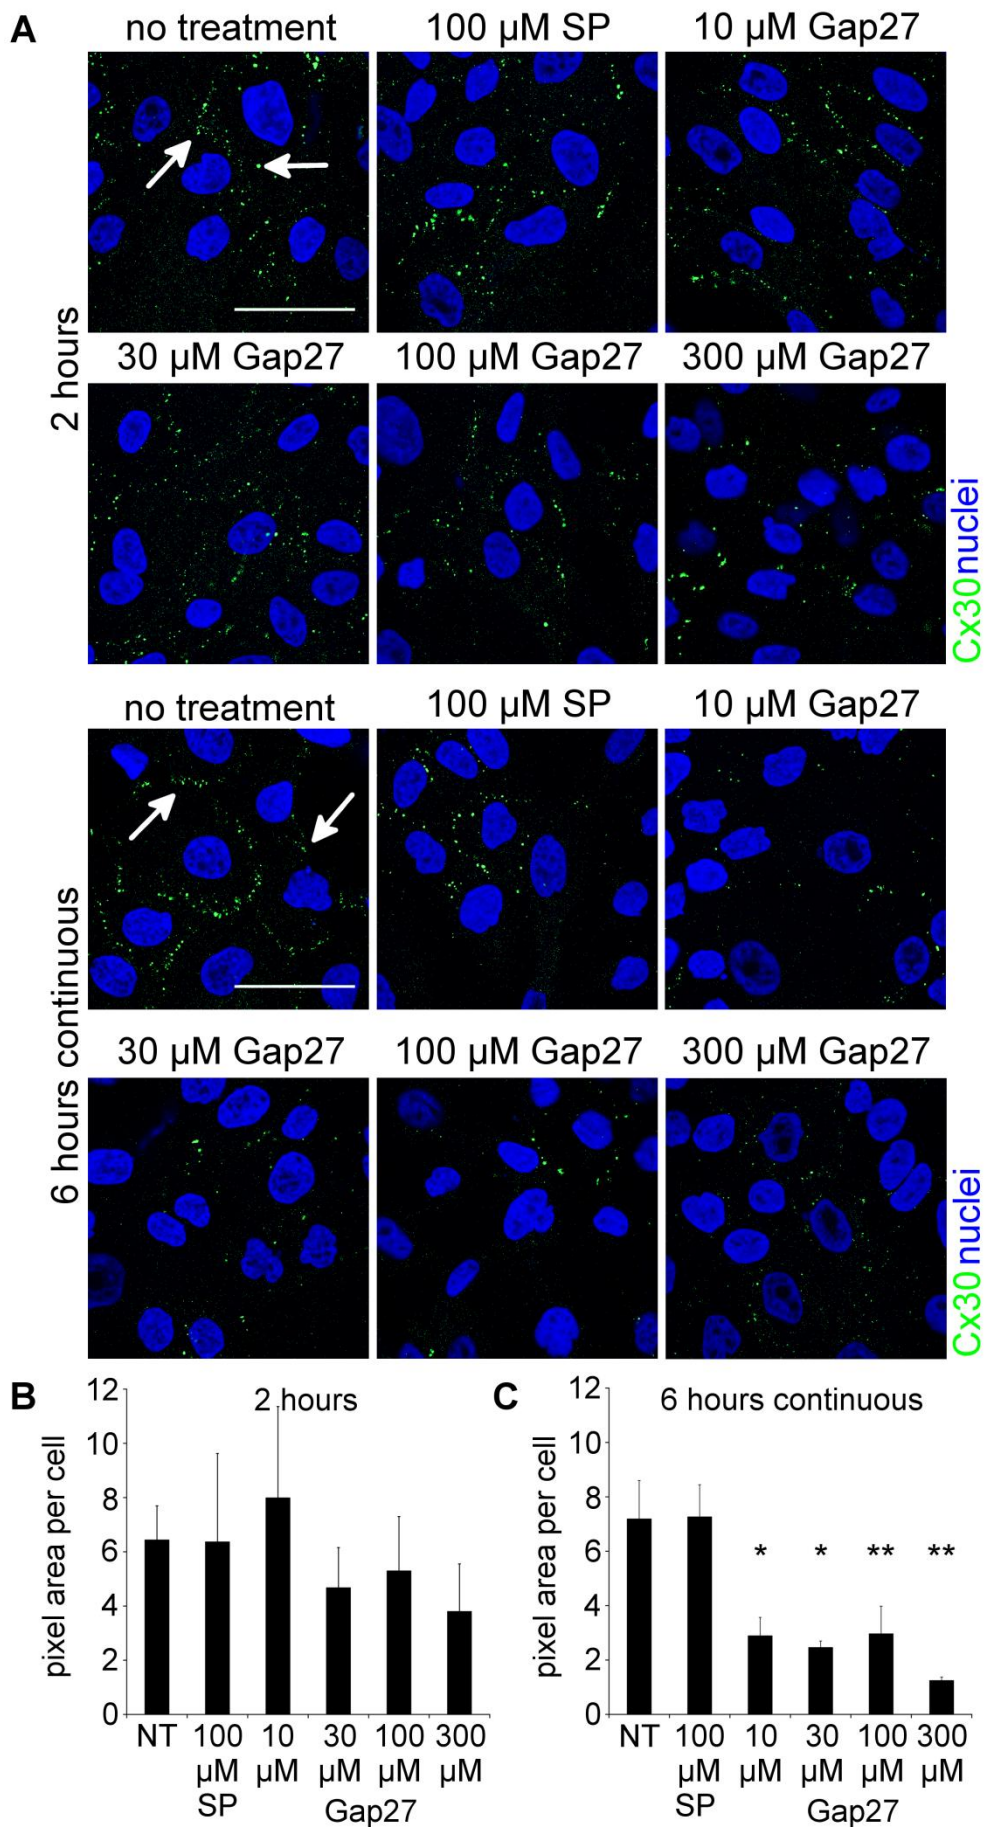 A
no treatment
100 µM SP
10 µM Gap27
2 hours
30 µM Gap27
100 µM Gap27
300 µM Gap27
Cx30 nuclei
no treatment
100 µM SP
10 µM Gap27
6 hours continuous
30 µM Gap27
100 µM Gap27
300 µM Gap27
Cx30 nuclei
B
2 hours
pixel area per cell
12
10
8
6
4
2
0
NT
100 µM SP
10 µM
30 µM
100 µM
300 µM
Gap27
C
6 hours continuous
pixel area per cell
12
10
8
6
4
2
0
* * ** **
NT
100 µM SP
10 µM
30 µM
100 µM
300 µM
Gap27